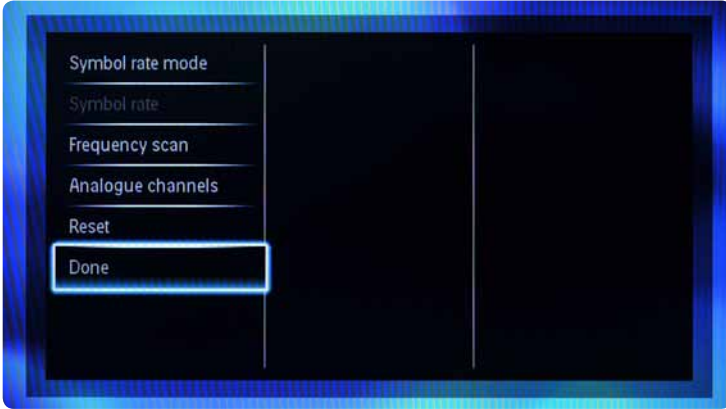 Symbol rate mode
Symbol rate
Frequency scan
Analogue channels
Reset
Done